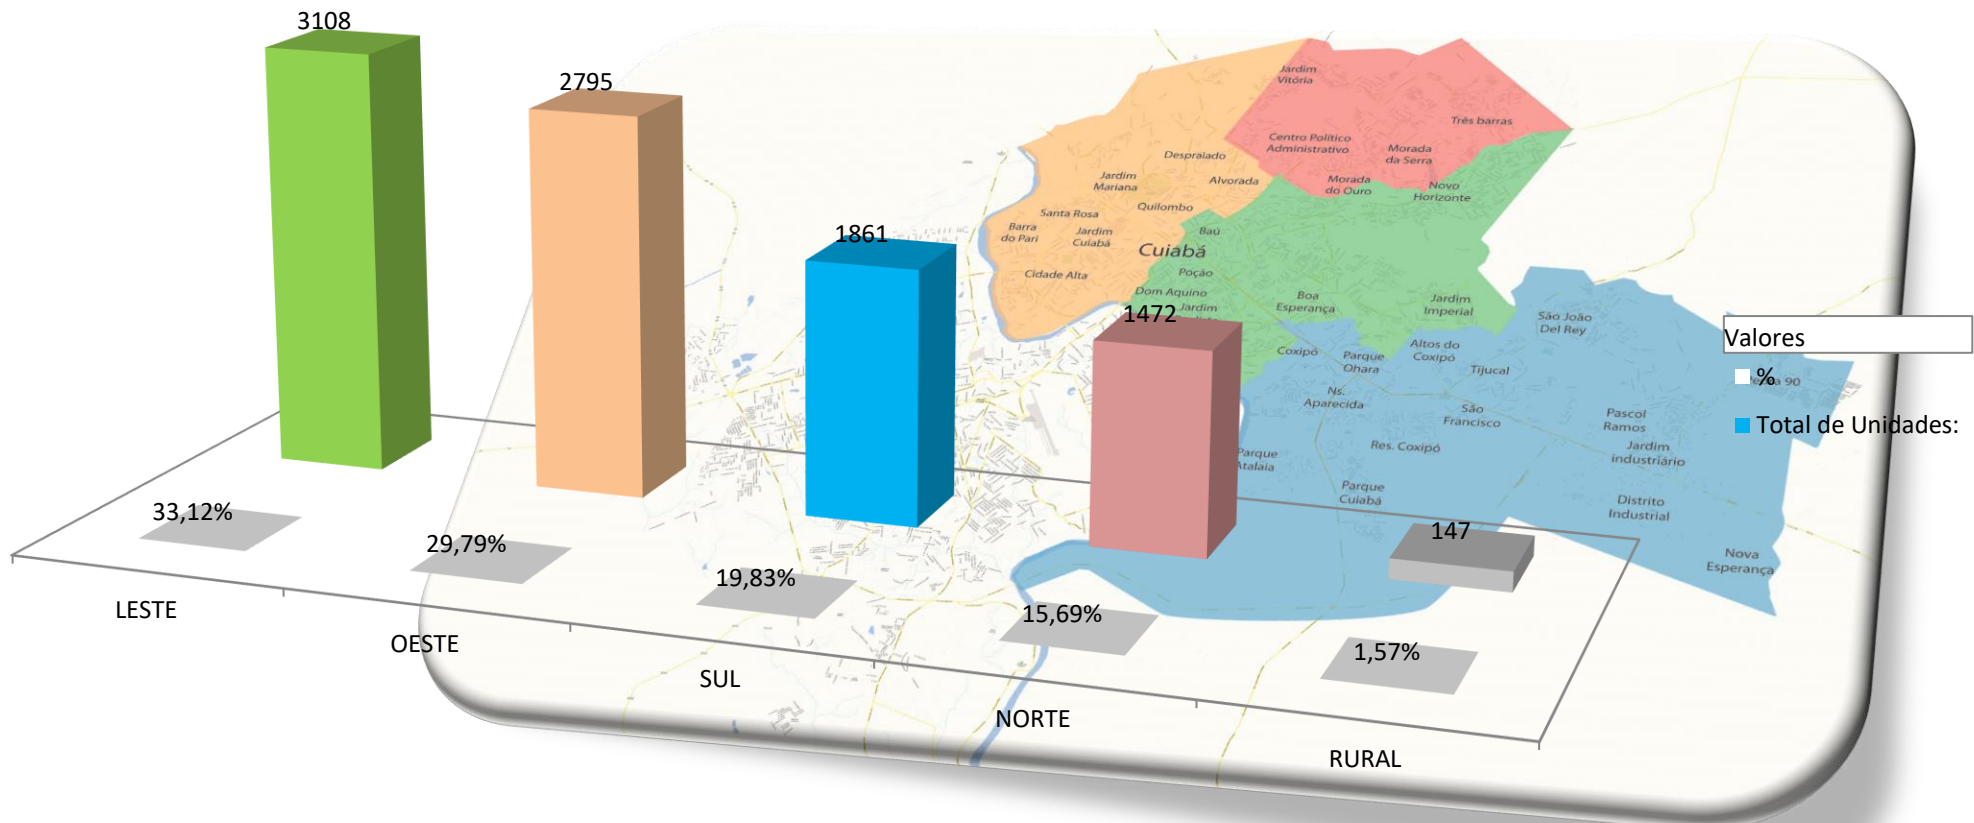 3108
2795
1861
1472
147
33,12%
29,79%
19,83%
15,69%
1,57%
LESTE
OESTE
SUL
NORTE
RURAL
Valores
%
Total de Unidades:
Jardim
Vitória
Três barras
Centro Político
Administrativo
Morada
da Serra
Despraiado
Jardim
Mariana
Alvorada
Morada
do Ouro
Novo
Horizonte
Quilombo
Santa Rosa
Barra
do Pari
Jardim
Cuiabá
Baú
Cuiabá
Cidade Alta
Poção
Dom Aquino
Jardim
Boa
Esperança
Jardim
Imperial
São João
Del Rey
Coxipó
Parque
Ohara
Altos do
Coxipó
Tijucal
90
Ns.
Aparecida
São
Francisco
Pascol
Ramos
Res. Coxipó
Jardim
industriário
Parque
Atalaia
Parque
Cuiabá
Distrito
Industrial
Nova
Esperança